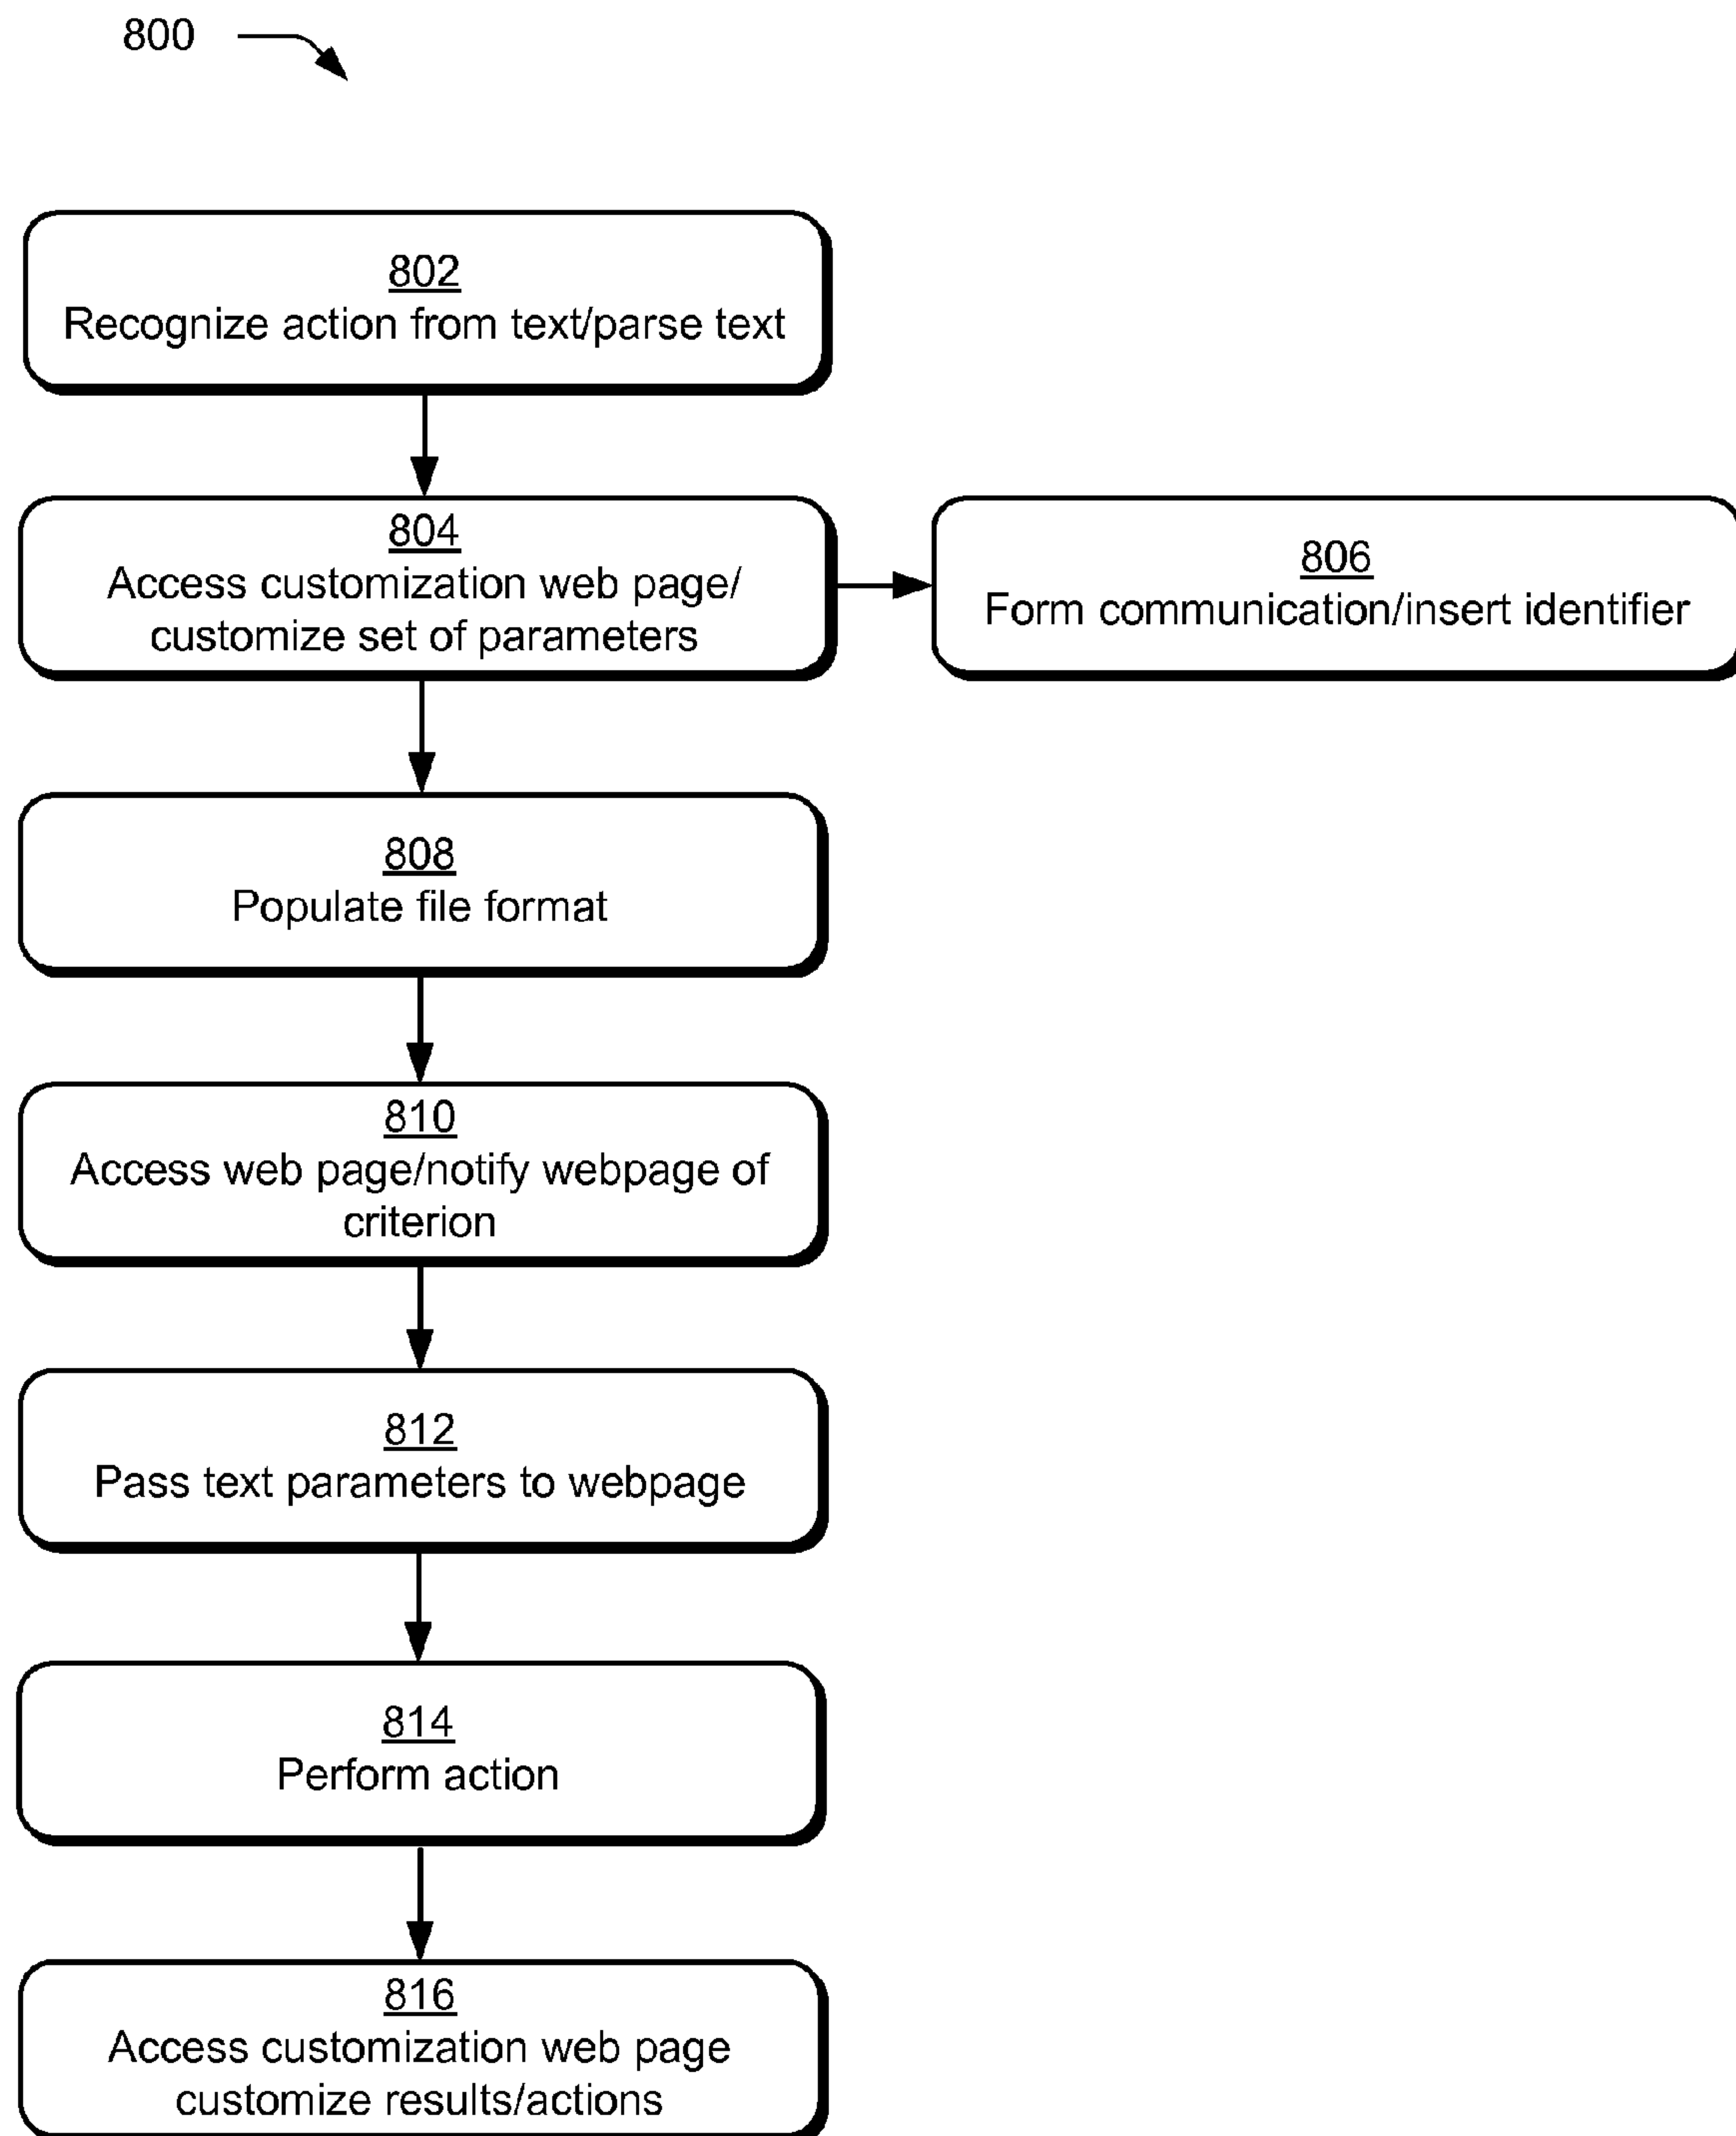 800
802
Recognize action from text/parse text
804
Access customization web page/
customize set of parameters
806
Form communication/insert identifier
808
Populate file format
810
Access web page/notify webpage of
criterion
812
Pass text parameters to webpage
814
Perform action
816
Access customization web page
customize results/actions